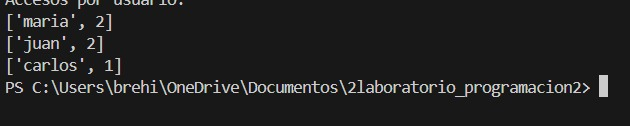 Accesos por usuario:
['maria', 2]
['juan', 2]
['carlos', 1]
PS C:\Users\brehi\OneDrive\Documentos\2laboratorio_programacion2>